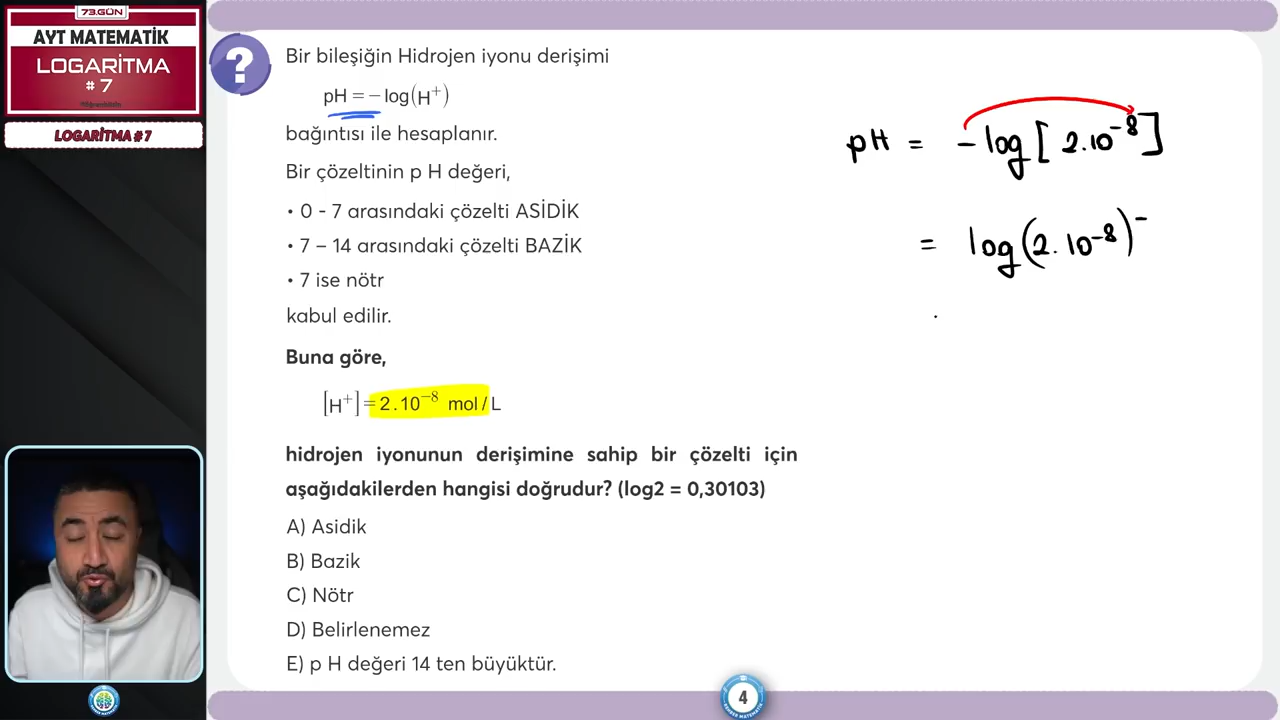 73.GÜN
AYT MATEMATİK
LOGARİTMA
# 7
LOGARİTMA # 7
?
Bir bileşiğin Hidrojen iyonu derişimi
pH = − log(H⁺)
bağıntısı ile hesaplanır.
Bir çözeltinin p H değeri,
• 0 - 7 arasındaki çözelti ASİDİK
• 7 – 14 arasındaki çözelti BAZİK
• 7 ise nötr
kabul edilir.
Buna göre,
[H⁺] = 2.10⁻⁸ mol / L
hidrojen iyonunun derişimine sahip bir çözelti için
aşağıdakilerden hangisi doğrudur? (log2 = 0,30103)
A) Asidik
B) Bazik
C) Nötr
D) Belirlenemez
E) p H değeri 14 ten büyüktür.
pH = − log [ 2.10⁻⁸ ]
= log(2.10⁻⁸)⁻
4